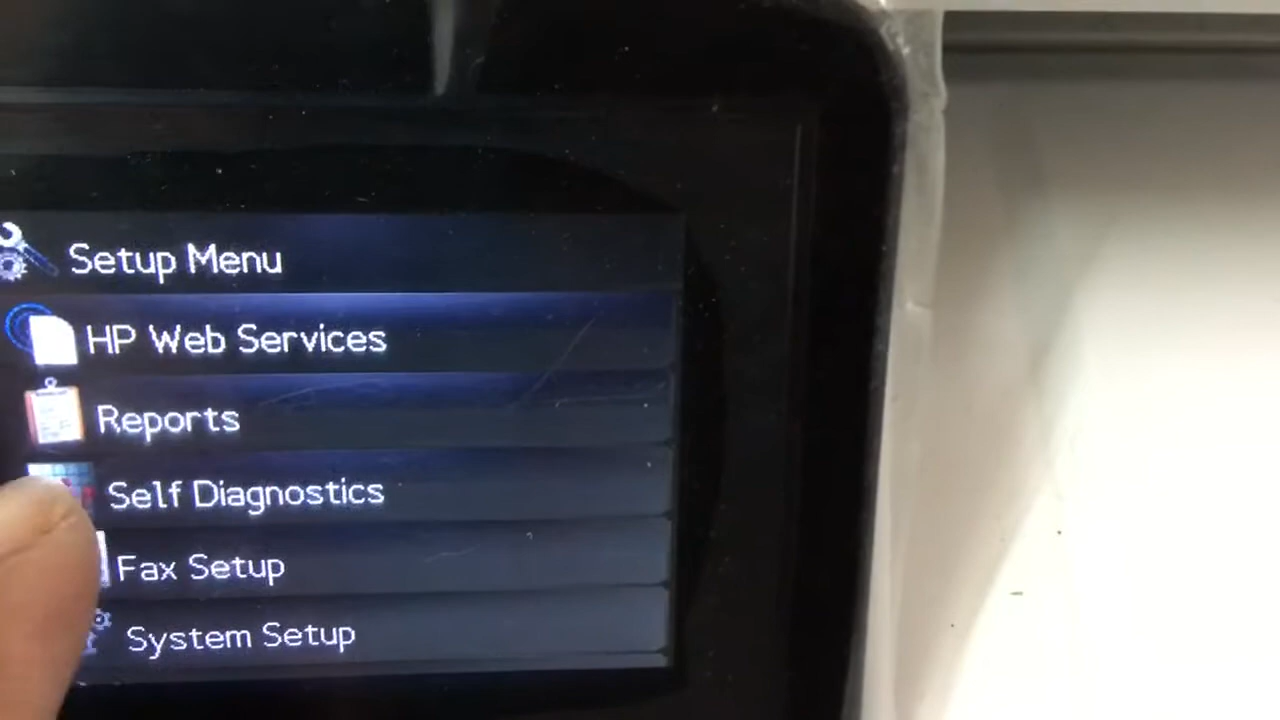 Setup Menu
HP Web Services
Reports
Self Diagnostics
Fax Setup
System Setup